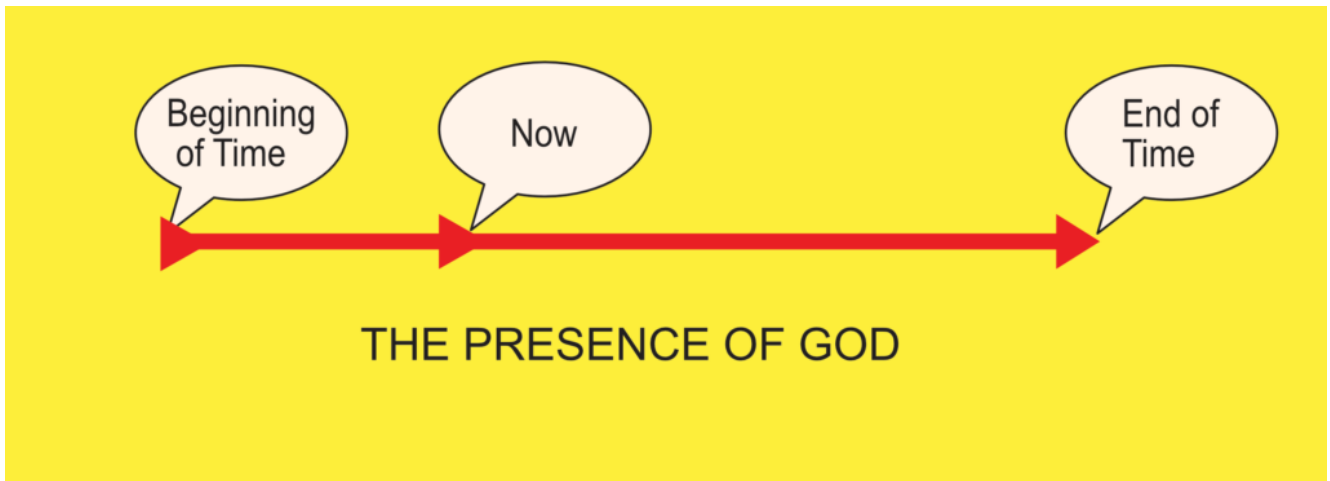 Beginning
of Time
Now
End of
Time
THE PRESENCE OF GOD